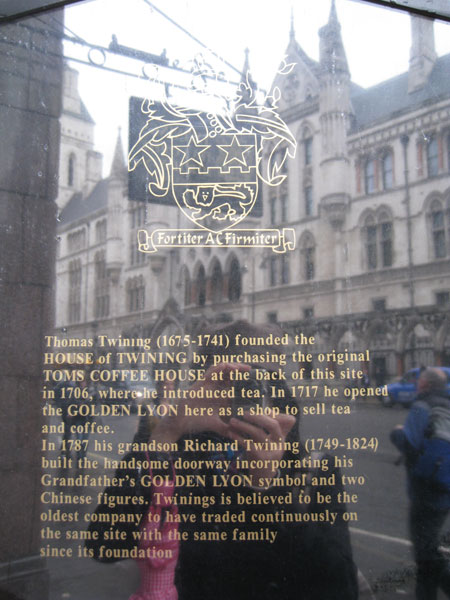 Fortiter Ac Firmiter
Thomas Twining (1675-1741) founded the
HOUSE of TWINING by purchasing the original
TOMS COFFEE HOUSE at the back of this site
in 1706, where he introduced tea. In 1717 he opened
the GOLDEN LYON here as a shop to sell tea
and coffee.
In 1787 his grandson Richard Twining (1749-1824)
built the handsome doorway incorporating his
Grandfather's GOLDEN LYON symbol and two
Chinese figures. Twinings is believed to be the
oldest company to have traded continuously on
the same site with the same family
since its foundation